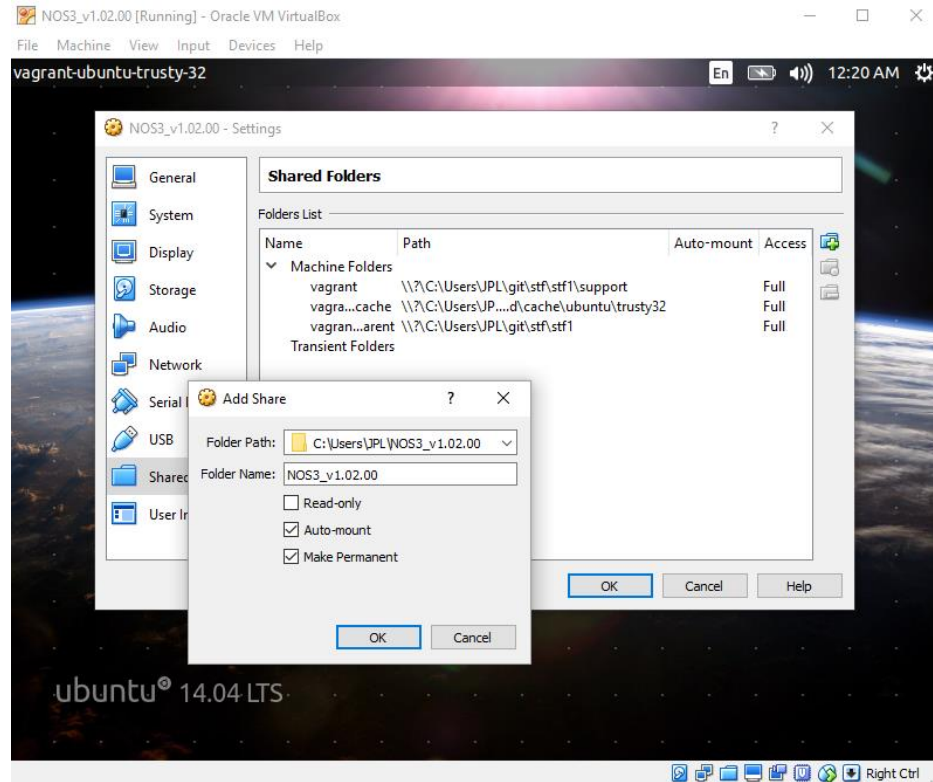 NOS3_v1.02.00 [Running] - Oracle VM VirtualBox
File Machine View Input Devices Help
vagrant-ubuntu-trusty-32 En 12:20 AM
NOS3_v1.02.00 - Settings ?
General
System
Display
Storage
Audio
Network
Serial
USB
Shared
User In
Shared Folders
Folders List
Name Path Auto-mount Access
Machine Folders
vagrant \\?\C:\Users\JPL\git\stf\stf1\support Full
vagra...cache \\?\C:\Users\JP....d\cache\ubuntu\trusty32 Full
vagran...arent \\?\C:\Users\JPL\git\stf\stf1 Full
Transient Folders
Add Share ?
Folder Path: C:\Users\JPL\NOS3_v1.02.00
Folder Name: NOS3_v1.02.00
Read-only
Auto-mount
Make Permanent
OK Cancel
OK Cancel Help
ubuntu® 14.04 LTS
Right Ctrl